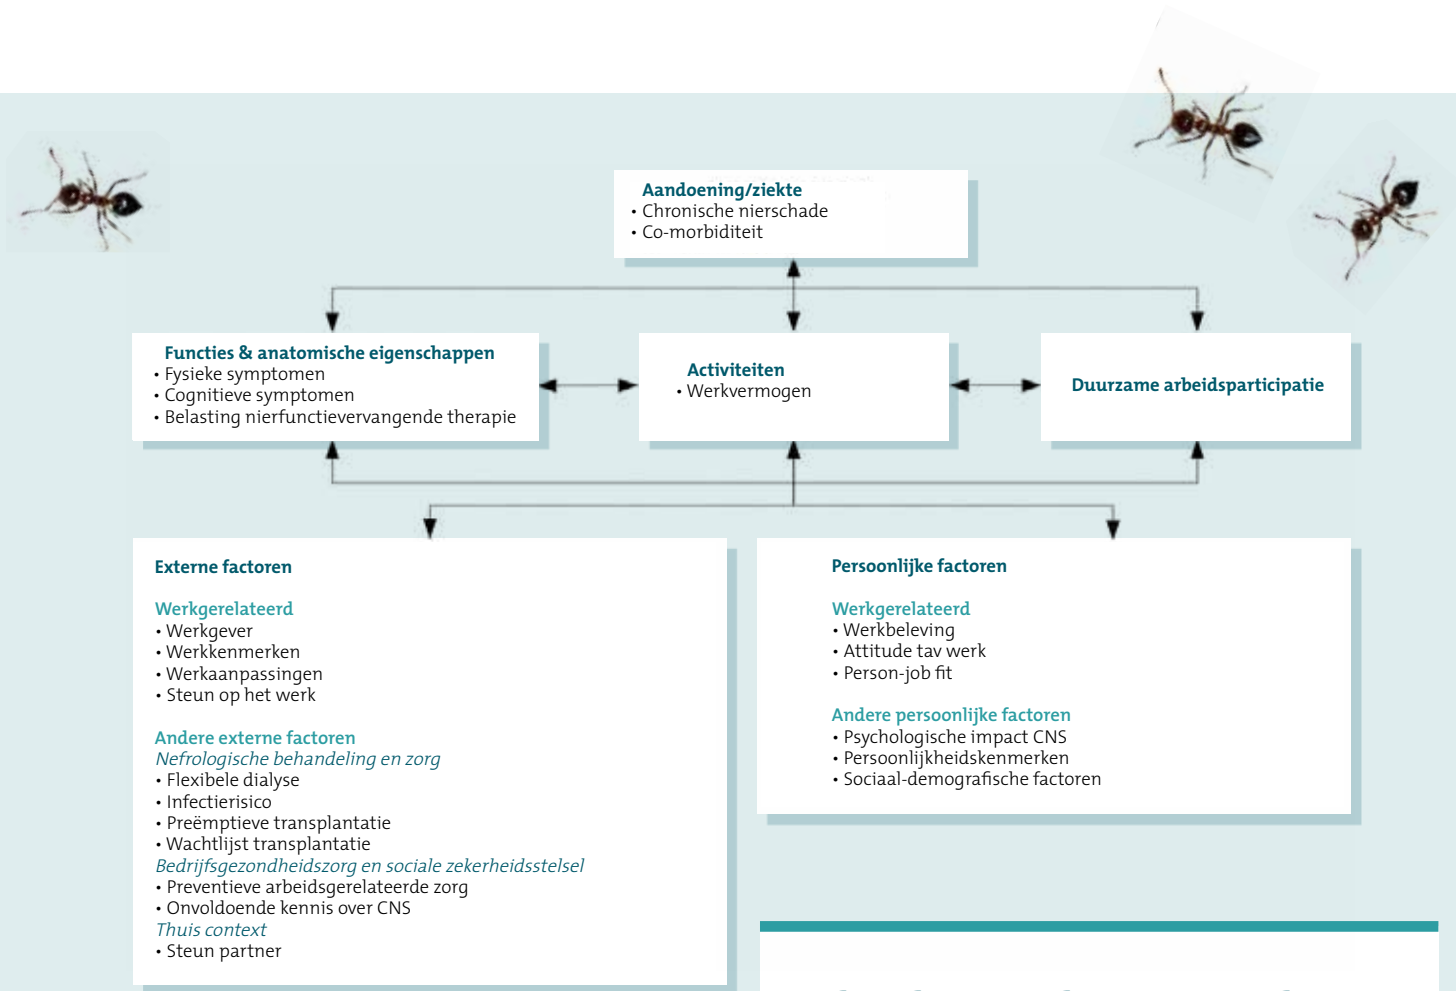 Aandoening/ziekte
• Chronische nierschade
• Co-morbiditeit
Functies & anatomische eigenschappen
• Fysieke symptomen
• Cognitieve symptomen
• Belasting nierfunctievervangende therapie
Activiteiten
• Werkvermogen
Duurzame arbeidsparticipatie
Externe factoren
Werkgerelateerd
• Werkgever
• Werkkenmerken
• Werkaanpassingen
• Steun op het werk
Andere externe factoren
Nefrologische behandeling en zorg
• Flexibele dialyse
• Infectierisico
• Preëmptieve transplantatie
• Wachtlijst transplantatie
Bedrijfsgezondheidszorg en sociale zekerheidsstelsel
• Preventieve arbeidsgerelateerde zorg
• Onvoldoende kennis over CNS
Thuis context
• Steun partner
Persoonlijke factoren
Werkgerelateerd
• Werkbeleving
• Attitude tav werk
• Person-job fit
Andere persoonlijke factoren
• Psychologische impact CNS
• Persoonlijkheidskenmerken
• Sociaal-demografische factoren